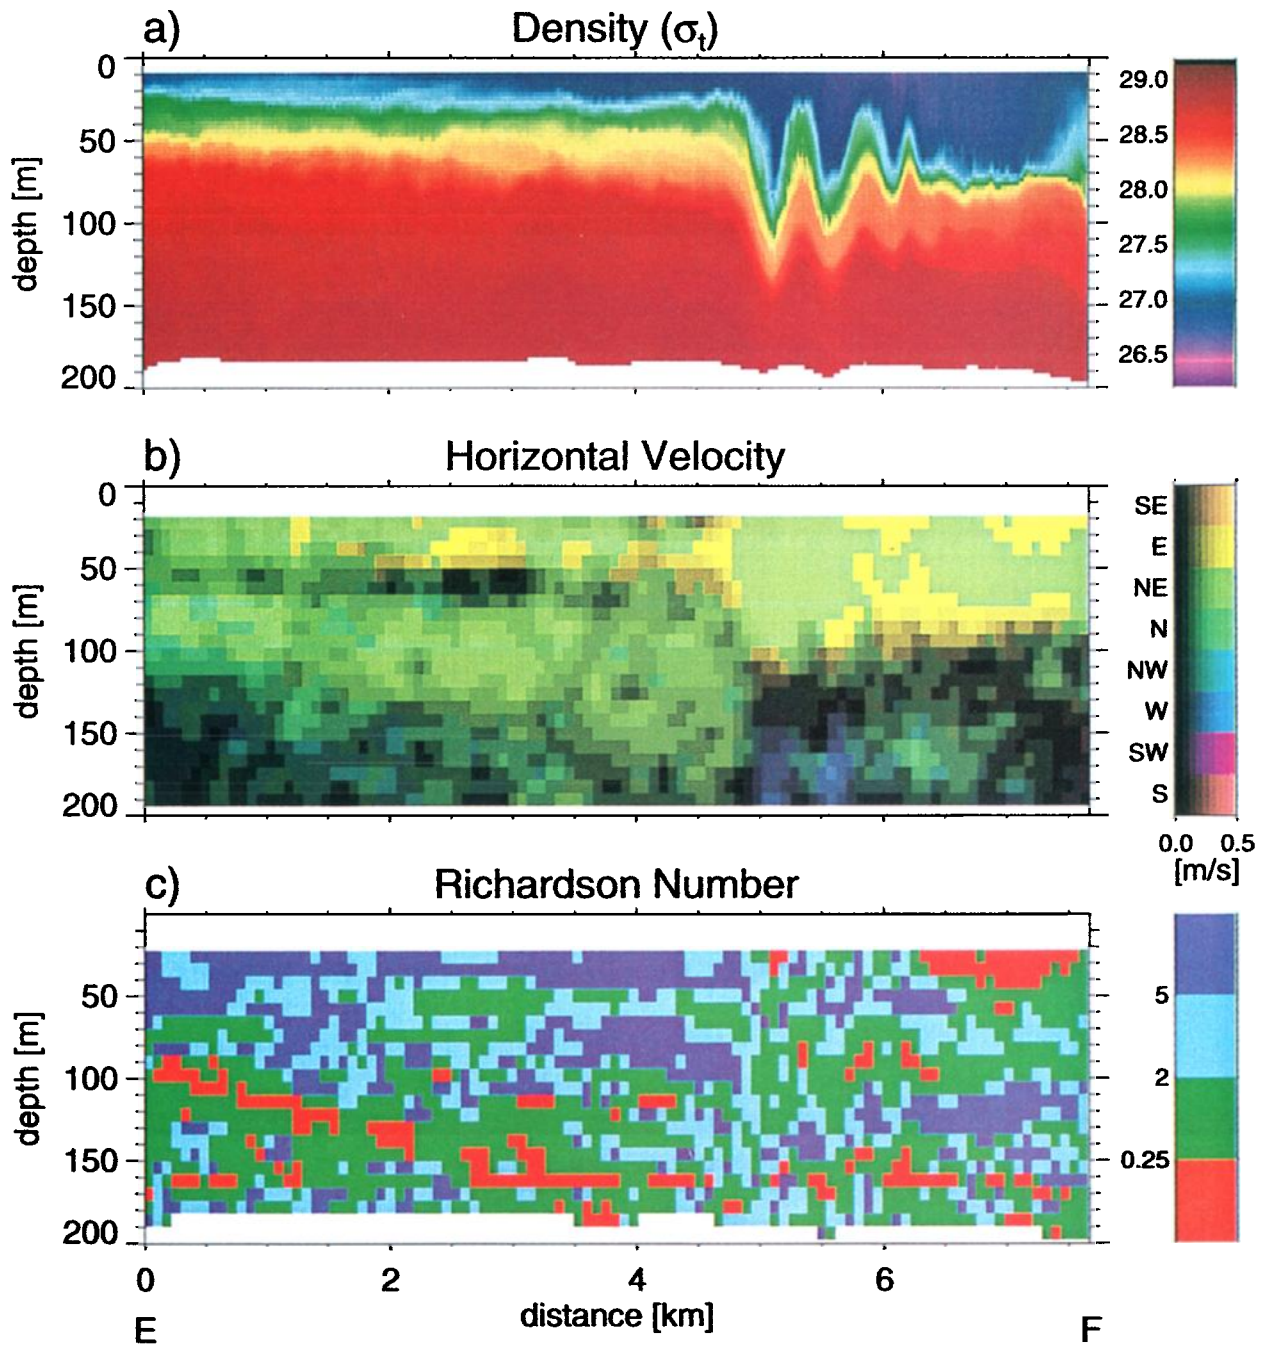 a) Density (σt)
0
50
100
150
200
depth [m]
29.0
28.5
28.0
27.5
27.0
26.5
b) Horizontal Velocity
0
50
100
150
200
depth [m]
SE
E
NE
N
NW
W
SW
S
0.0 0.5
[m/s]
c) Richardson Number
50
100
150
200
depth [m]
5
2
0.25
0 2 4 6
distance [km]
E F